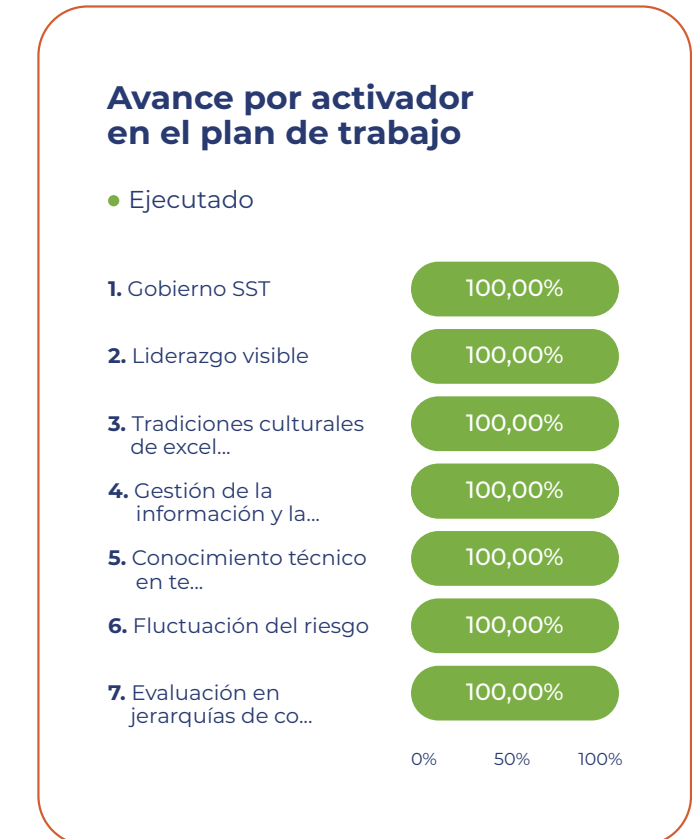 Avance por activador
en el plan de trabajo
Ejecutado
1. Gobierno SST
100,00%
2. Liderazgo visible
100,00%
3. Tradiciones culturales
de excel...
100,00%
4. Gestión de la
información y la...
100,00%
5. Conocimiento técnico
en te...
100,00%
6. Fluctuación del riesgo
100,00%
7. Evaluación en
jerarquías de co...
100,00%
0% 50% 100%